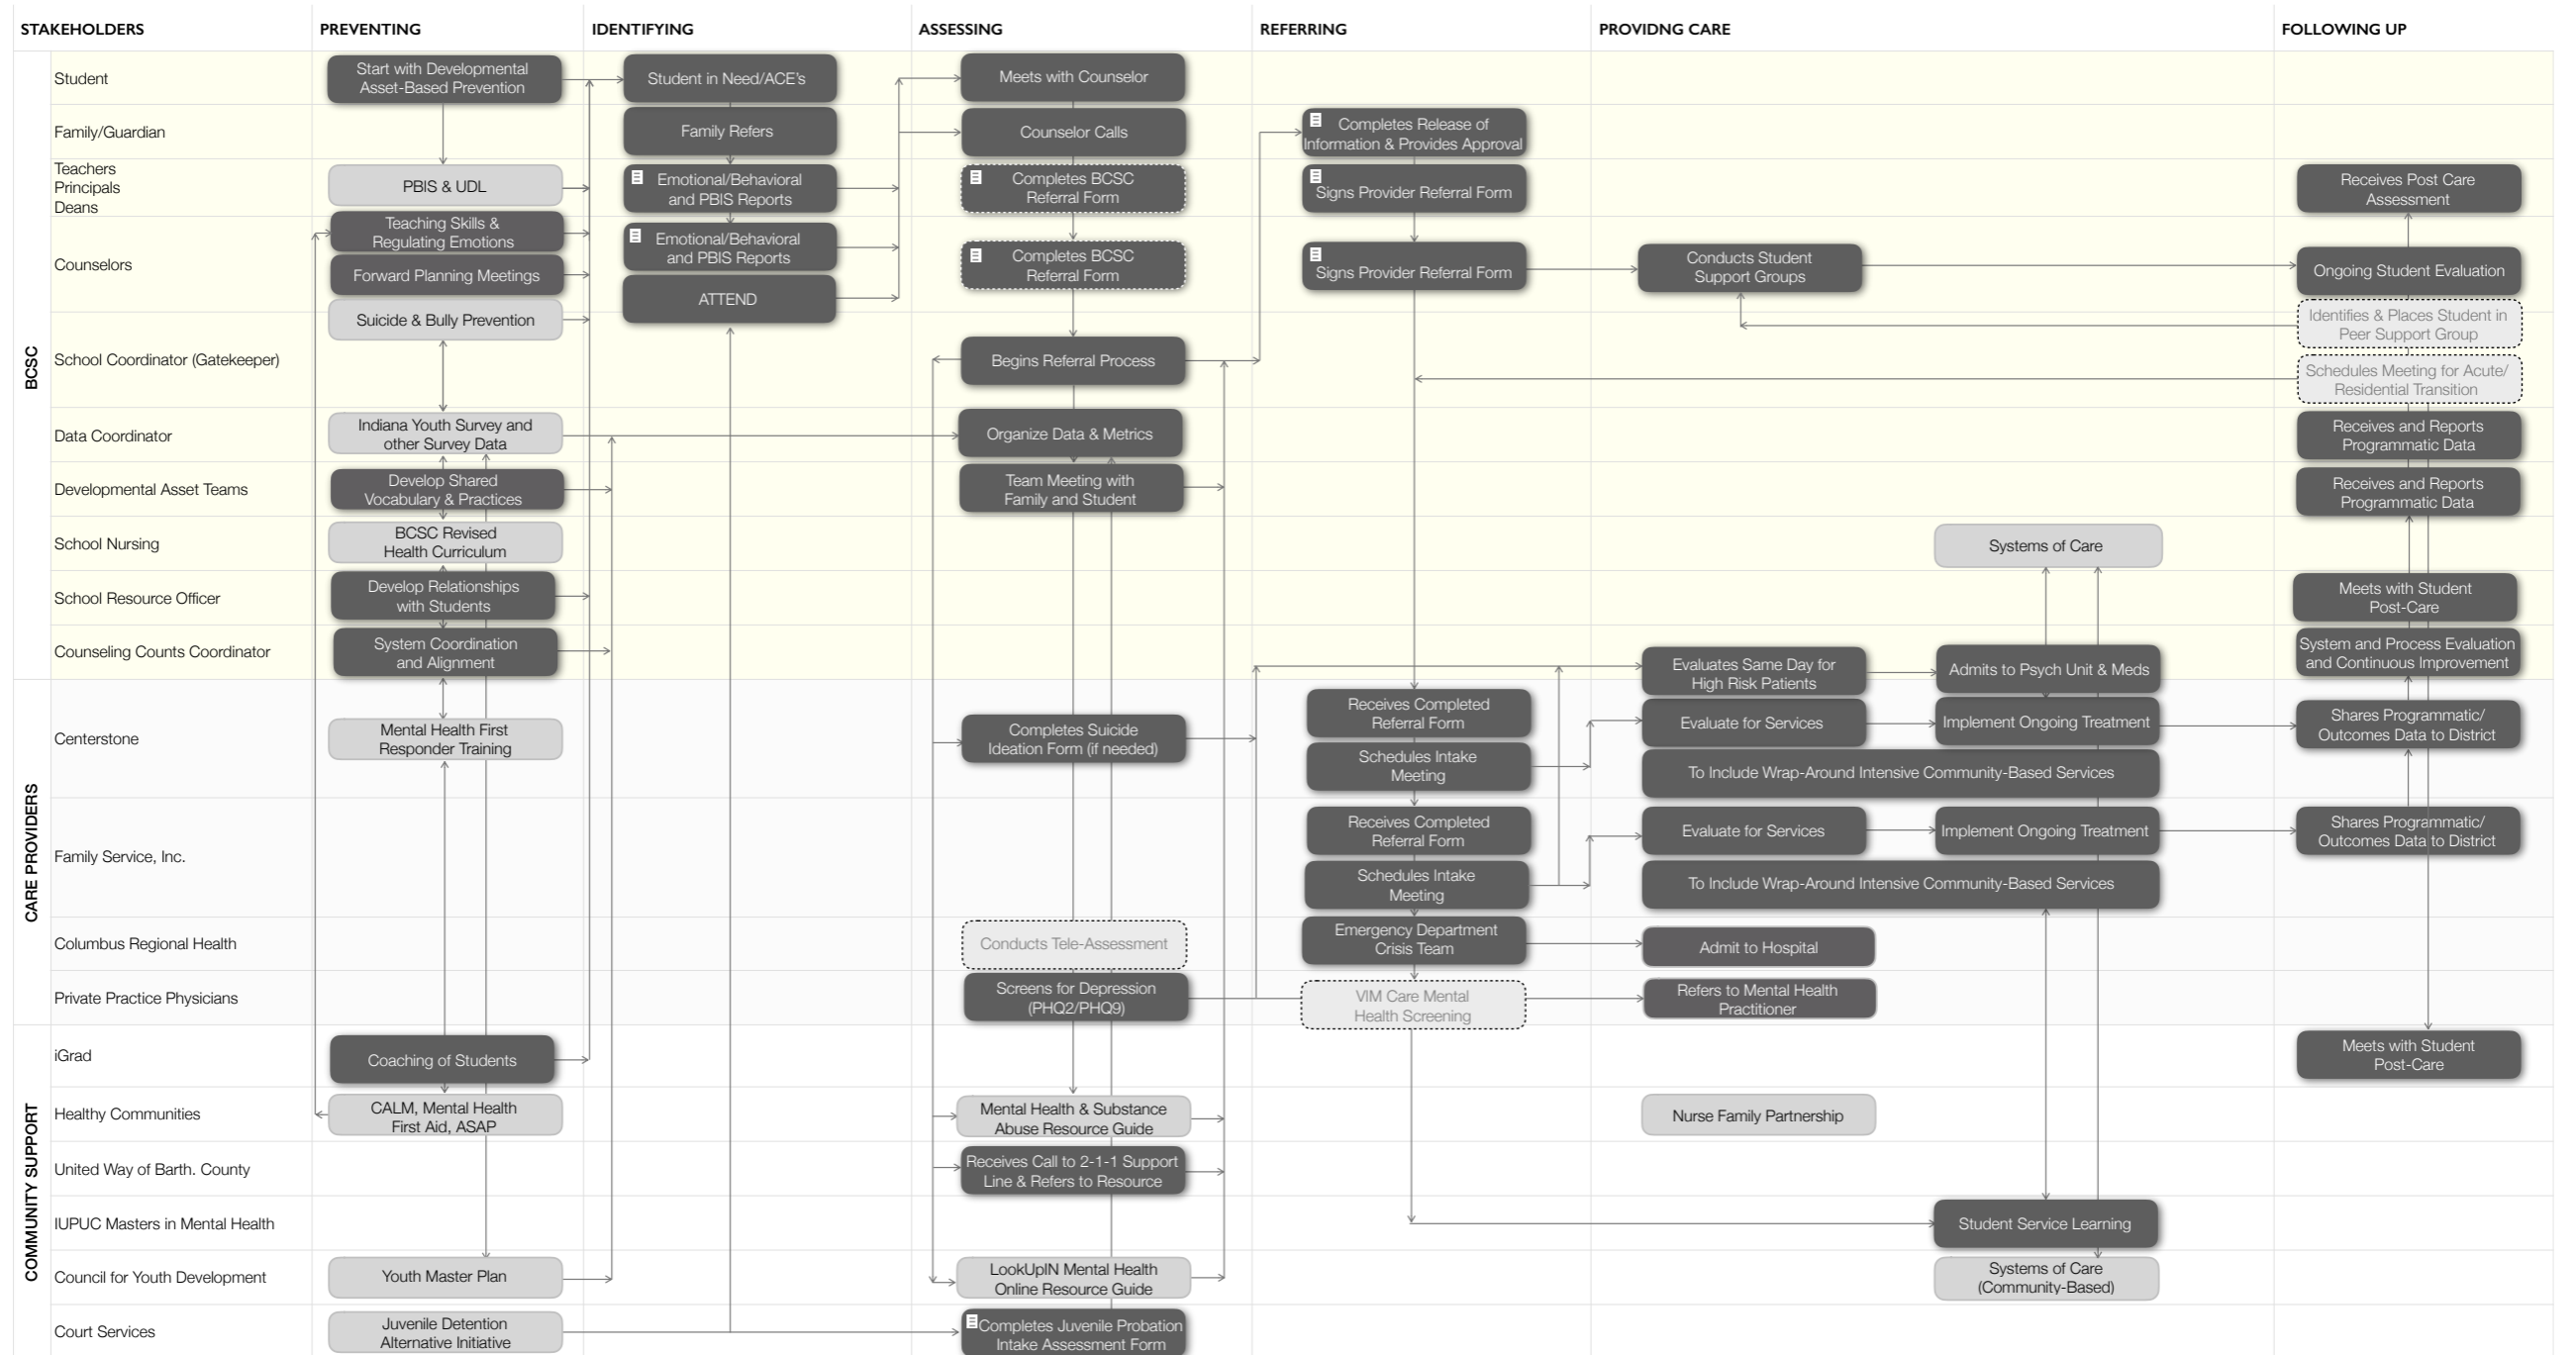 STAKEHOLDERS
PREVENTING
IDENTIFYING
ASSESSING
REFERRING
PROVIDNG CARE
FOLLOWING UP
BCSC
Student
Start with Developmental
Asset-Based Prevention
Student in Need/ACE's
Meets with Counselor
Family/Guardian
Family Refers
Counselor Calls
Completes Release of
Information & Provides Approval
Teachers
Principals
Deans
PBIS & UDL
Emotional/Behavioral
and PBIS Reports
Completes BCSC
Referral Form
Signs Provider Referral Form
Receives Post Care
Assessment
Counselors
Teaching Skills &
Regulating Emotions
Forward Planning Meetings
Suicide & Bully Prevention
Emotional/Behavioral
and PBIS Reports
ATTEND
Completes BCSC
Referral Form
Signs Provider Referral Form
Conducts Student
Support Groups
Ongoing Student Evaluation
Identifies & Places Student in
Peer Support Group
School Coordinator (Gatekeeper)
Begins Referral Process
Schedules Meeting for Acute/
Residential Transition
Data Coordinator
Indiana Youth Survey and
other Survey Data
Organize Data & Metrics
Receives and Reports
Programmatic Data
Developmental Asset Teams
Develop Shared
Vocabulary & Practices
Team Meeting with
Family and Student
Receives and Reports
Programmatic Data
School Nursing
BCSC Revised
Health Curriculum
Systems of Care
School Resource Officer
Develop Relationships
with Students
Meets with Student
Post-Care
Counseling Counts Coordinator
System Coordination
and Alignment
Evaluates Same Day for
High Risk Patients
Admits to Psych Unit & Meds
System and Process Evaluation
and Continuous Improvement
CARE PROVIDERS
Centerstone
Mental Health First
Responder Training
Completes Suicide
Ideation Form (if needed)
Receives Completed
Referral Form
Schedules Intake
Meeting
Evaluate for Services
Implement Ongoing Treatment
To Include Wrap-Around Intensive Community-Based Services
Shares Programmatic/
Outcomes Data to District
Family Service, Inc.
Receives Completed
Referral Form
Schedules Intake
Meeting
Evaluate for Services
Implement Ongoing Treatment
To Include Wrap-Around Intensive Community-Based Services
Shares Programmatic/
Outcomes Data to District
Columbus Regional Health
Conducts Tele-Assessment
Emergency Department
Crisis Team
Admit to Hospital
Private Practice Physicians
Screens for Depression
(PHQ2/PHQ9)
VIM Care Mental
Health Screening
Refers to Mental Health
Practitioner
COMMUNITY SUPPORT
iGrad
Coaching of Students
Meets with Student
Post-Care
Healthy Communities
CALM, Mental Health
First Aid, ASAP
Mental Health & Substance
Abuse Resource Guide
Nurse Family Partnership
United Way of Barth. County
Receives Call to 2-1-1 Support
Line & Refers to Resource
IUPUC Masters in Mental Health
Student Service Learning
Council for Youth Development
Youth Master Plan
LookUpIN Mental Health
Online Resource Guide
Systems of Care
(Community-Based)
Court Services
Juvenile Detention
Alternative Initiative
Completes Juvenile Probation
Intake Assessment Form